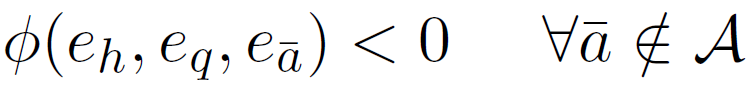 ϕ(e_h, e_q, e_ā) < 0  ∀ā ∉ 𝒜